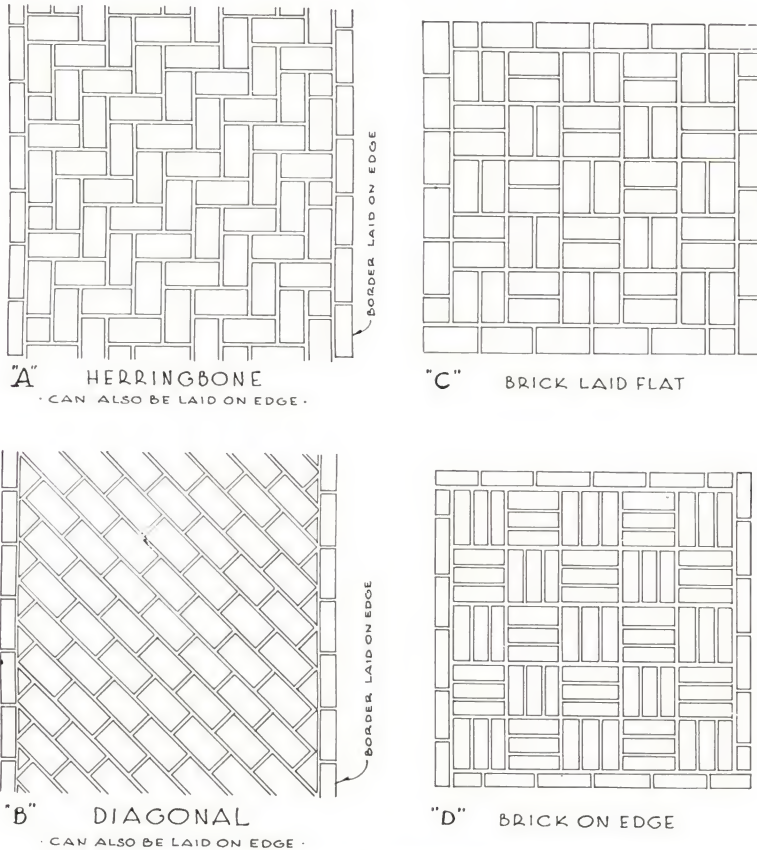 BORDER LAID ON EDGE
"A" HERRINGBONE
· CAN ALSO BE LAID ON EDGE ·
"C" BRICK LAID FLAT
BORDER LAID ON EDGE
"B" DIAGONAL
· CAN ALSO BE LAID ON EDGE ·
"D" BRICK ON EDGE